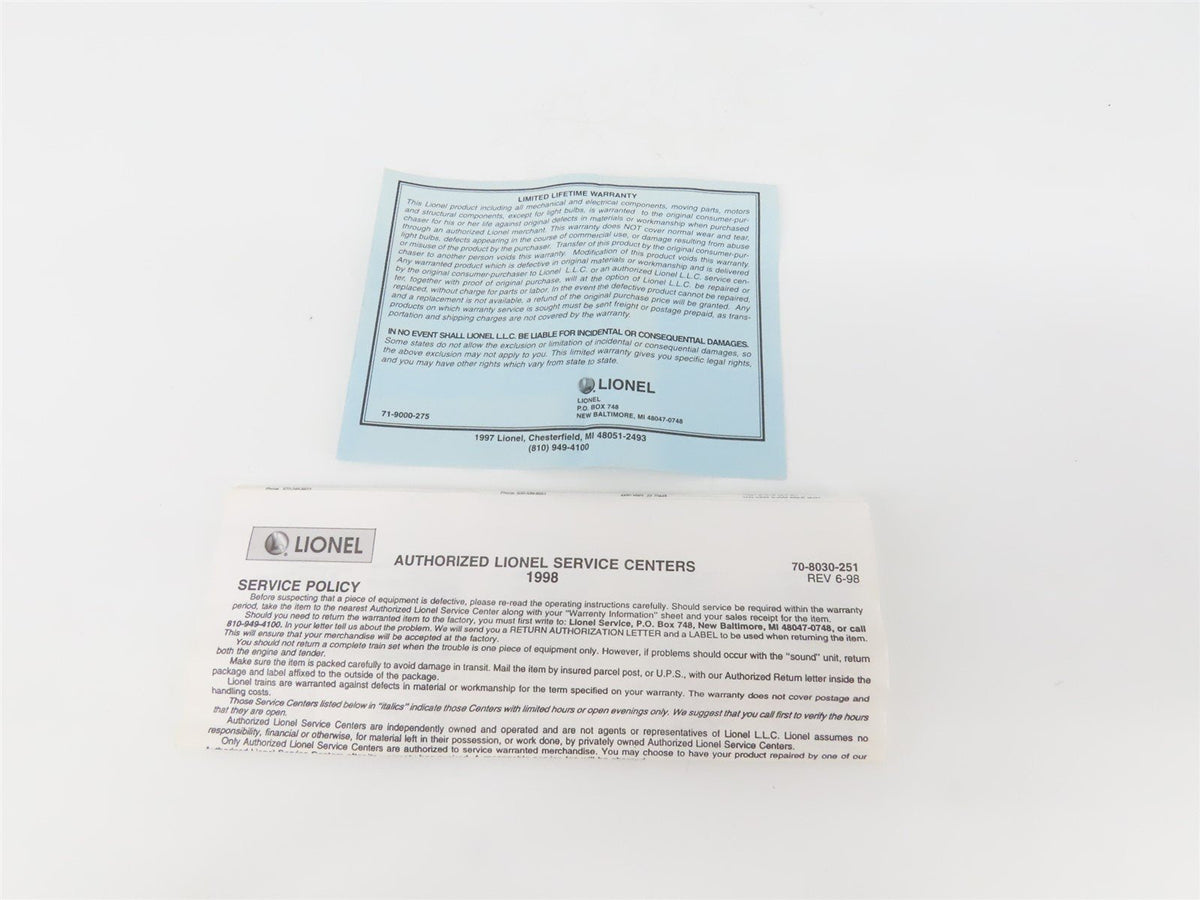 LIMITED LIFETIME WARRANTY
This Lionel product including all mechanical and electrical components, moving parts, motors
and structural components, except for light bulbs, is warranted to the original consumer-pur-
chaser for his or her life against original defects in materials or workmanship when purchased
through an authorized Lionel merchant. This warranty does NOT cover normal wear and tear,
light bulbs, defects appearing in the course of commercial use, or damage resulting from abuse
or misuse of the product by the purchaser. Transfer of this product by the original consumer-pur-
chaser to another person voids this warranty. Modification of this product voids this warranty.
Any warranted product which is defective in original materials or workmanship and is delivered
by the original consumer-purchaser to Lionel L.L.C. or an authorized Lionel L.L.C. service cen-
ter, together with proof of original purchase, will at the option of Lionel L.L.C. be repaired or
replaced, without charge for parts or labor. In the event the defective product cannot be repaired,
and a replacement is not available, a refund of the original purchase price will be granted. Any
products on which warranty service is sought must be sent freight or postage prepaid, as trans-
portation and shipping charges are not covered by the warranty.
IN NO EVENT SHALL LIONEL L.L.C. BE LIABLE FOR INCIDENTAL OR CONSEQUENTIAL DAMAGES.
Some states do not allow the exclusion or limitation of incidental or consequential damages, so
the above exclusion may not apply to you. This limited warranty gives you specific legal rights,
and you may have other rights which vary from state to state.
LIONEL
LIONEL
P.O. BOX 748
NEW BALTIMORE, MI 48047-0748
71-9000-275
1997 Lionel, Chesterfield, MI 48051-2493
(810) 949-4100
LIONEL
AUTHORIZED LIONEL SERVICE CENTERS
1998
70-8030-251
REV 6-98
SERVICE POLICY
Before suspecting that a piece of equipment is defective, please re-read the operating instructions carefully. Should service be required within the warranty
period, take the item to the nearest Authorized Lionel Service Center along with your "Warrenty Information" sheet and your sales receipt for the item.
Should you need to return the warranted item to the factory, you must first write to: Lionel Service, P.O. Box 748, New Baltimore, MI 48047-0748, or call
810-949-4100. In your letter tell us about the problem. We will send you a RETURN AUTHORIZATION LETTER and a LABEL to be used when returning the item.
This will ensure that your merchandise will be accepted at the factory.
You should not return a complete train set when the trouble is one piece of equipment only. However, if problems should occur with the "sound" unit, return
both the engine and tender.
Make sure the item is packed carefully to avoid damage in transit. Mail the item by insured parcel post, or U.P.S., with our Authorized Return letter inside the
package and label affixed to the outside of the package.
Lionel trains are warranted against defects in material or workmanship for the term specified on your warranty. The warranty does not cover postage and
handling costs.
Those Service Centers listed below in "italics" indicate those Centers with limited hours or open evenings only. We suggest that you call first to verify the hours
that they are open.
Authorized Lionel Service Centers are independently owned and operated and are not agents or representatives of Lionel L.L.C. Lionel assumes no
responsibility, financial or otherwise, for material left in their possession, or work done, by privately owned Authorized Lionel Service Centers.
Only Authorized Lionel Service Centers are authorized to service warranted merchandise. You may choose to have your product repaired by one of our